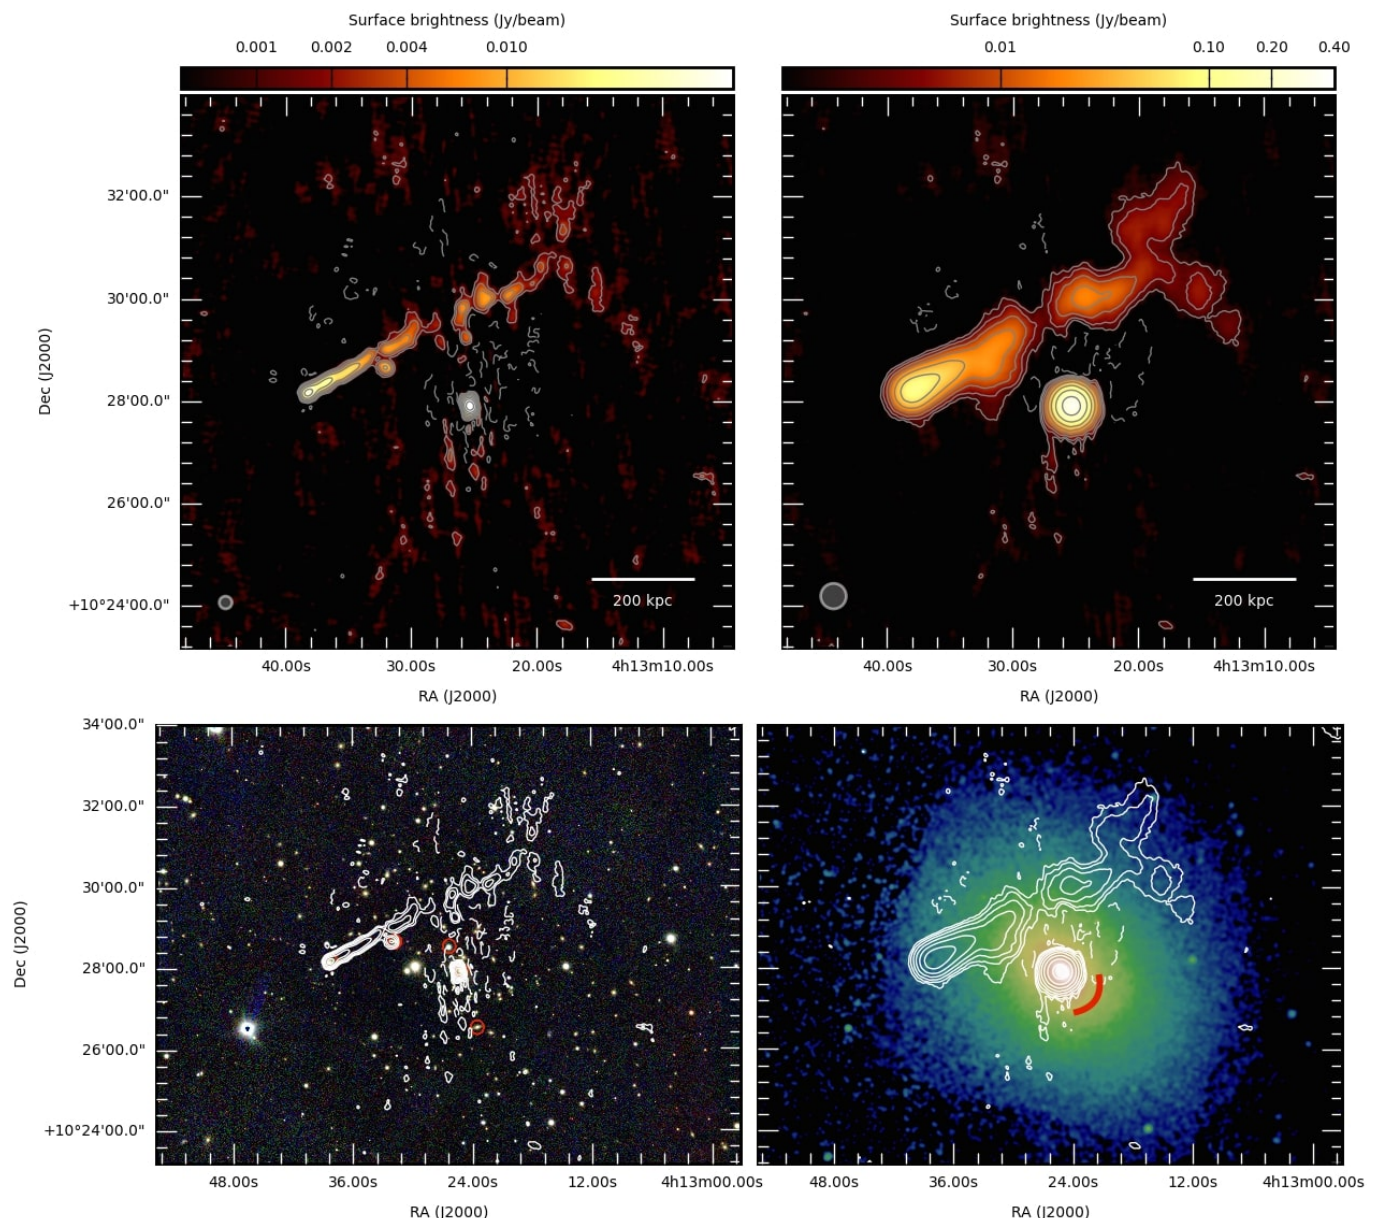 Surface brightness (Jy/beam)
0.001 0.002 0.004 0.010
Surface brightness (Jy/beam)
0.01 0.10 0.20 0.40
Dec (J2000)
32'00.0"
30'00.0"
28'00.0"
26'00.0"
+10°24'00.0"
200 kpc
200 kpc
40.00s 30.00s 20.00s 4h13m10.00s
RA (J2000)
40.00s 30.00s 20.00s 4h13m10.00s
RA (J2000)
Dec (J2000)
34'00.0"
32'00.0"
30'00.0"
28'00.0"
26'00.0"
+10°24'00.0"
48.00s 36.00s 24.00s 12.00s 4h13m00.00s
RA (J2000)
48.00s 36.00s 24.00s 12.00s 4h13m00.00s
RA (J2000)